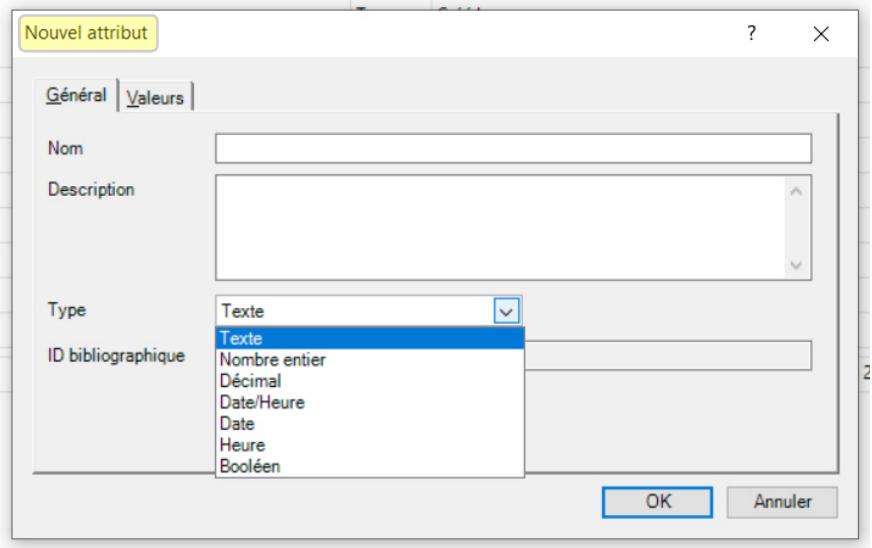 Nouvel attribut
?
Général
Valeurs
Nom
Description
Type
Texte
Texte
ID bibliographique
Nombre entier
Décimal
Date/Heure
Date
Heure
Booléen
OK
Annuler